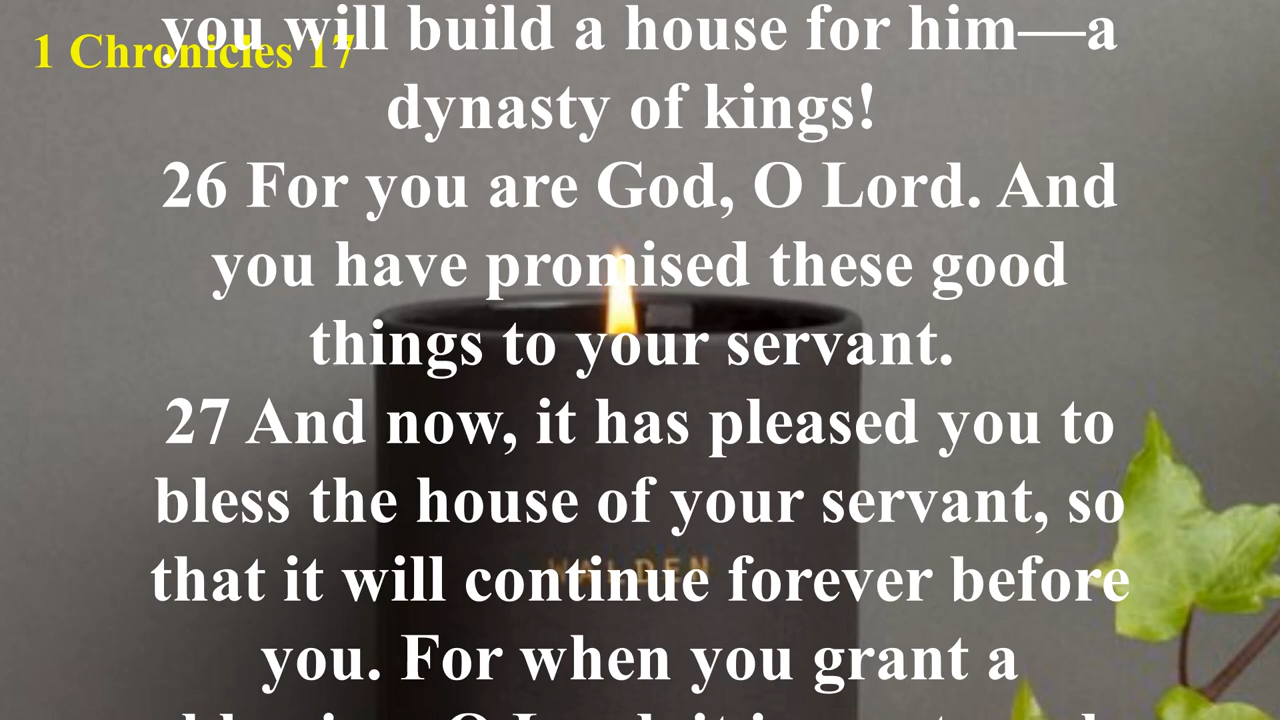 you will build a house for him—a
1 Chronicles 17
dynasty of kings!
26 For you are God, O Lord. And
you have promised these good
things to your servant.
27 And now, it has pleased you to
bless the house of your servant, so
that it will continue forever before
you. For when you grant a